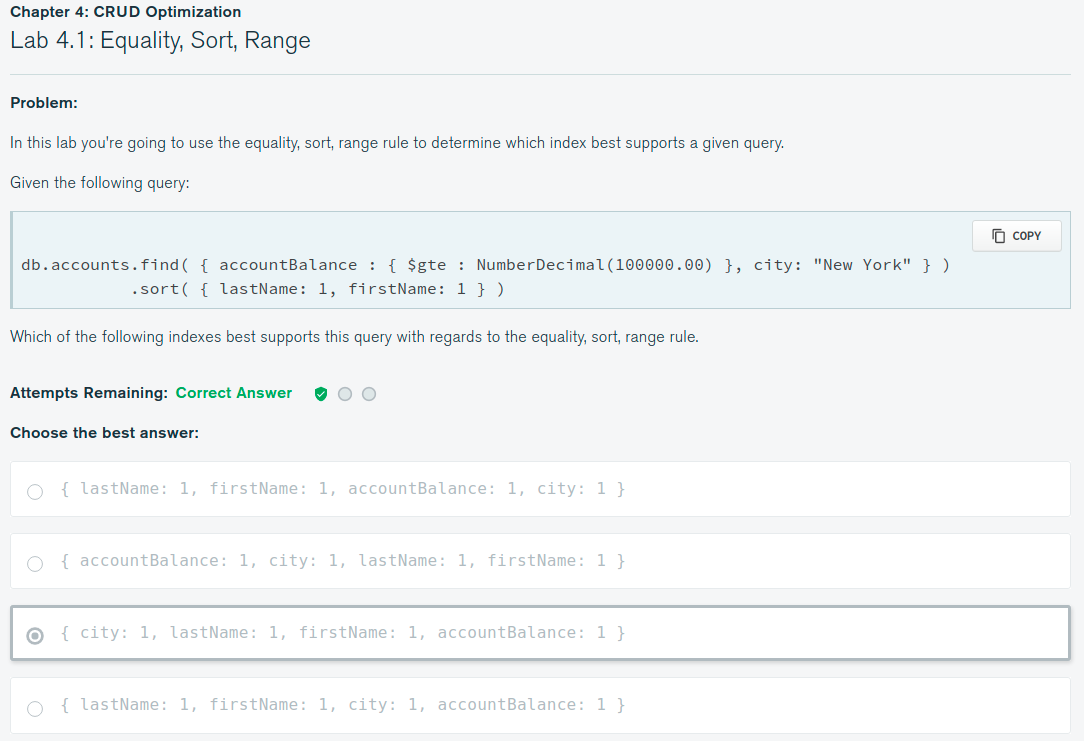 Chapter 4: CRUD Optimization
Lab 4.1: Equality, Sort, Range
Problem:
In this lab you're going to use the equality, sort, range rule to determine which index best supports a given query.
Given the following query:
COPY
db.accounts.find( { accountBalance : { $gte : NumberDecimal(100000.00) }, city: "New York" } )
.sort( { lastName: 1, firstName: 1 } )
Which of the following indexes best supports this query with regards to the equality, sort, range rule.
Attempts Remaining: Correct Answer
Choose the best answer:
{ lastName: 1, firstName: 1, accountBalance: 1, city: 1 }
{ accountBalance: 1, city: 1, lastName: 1, firstName: 1 }
{ city: 1, lastName: 1, firstName: 1, accountBalance: 1 }
{ lastName: 1, firstName: 1, city: 1, accountBalance: 1 }